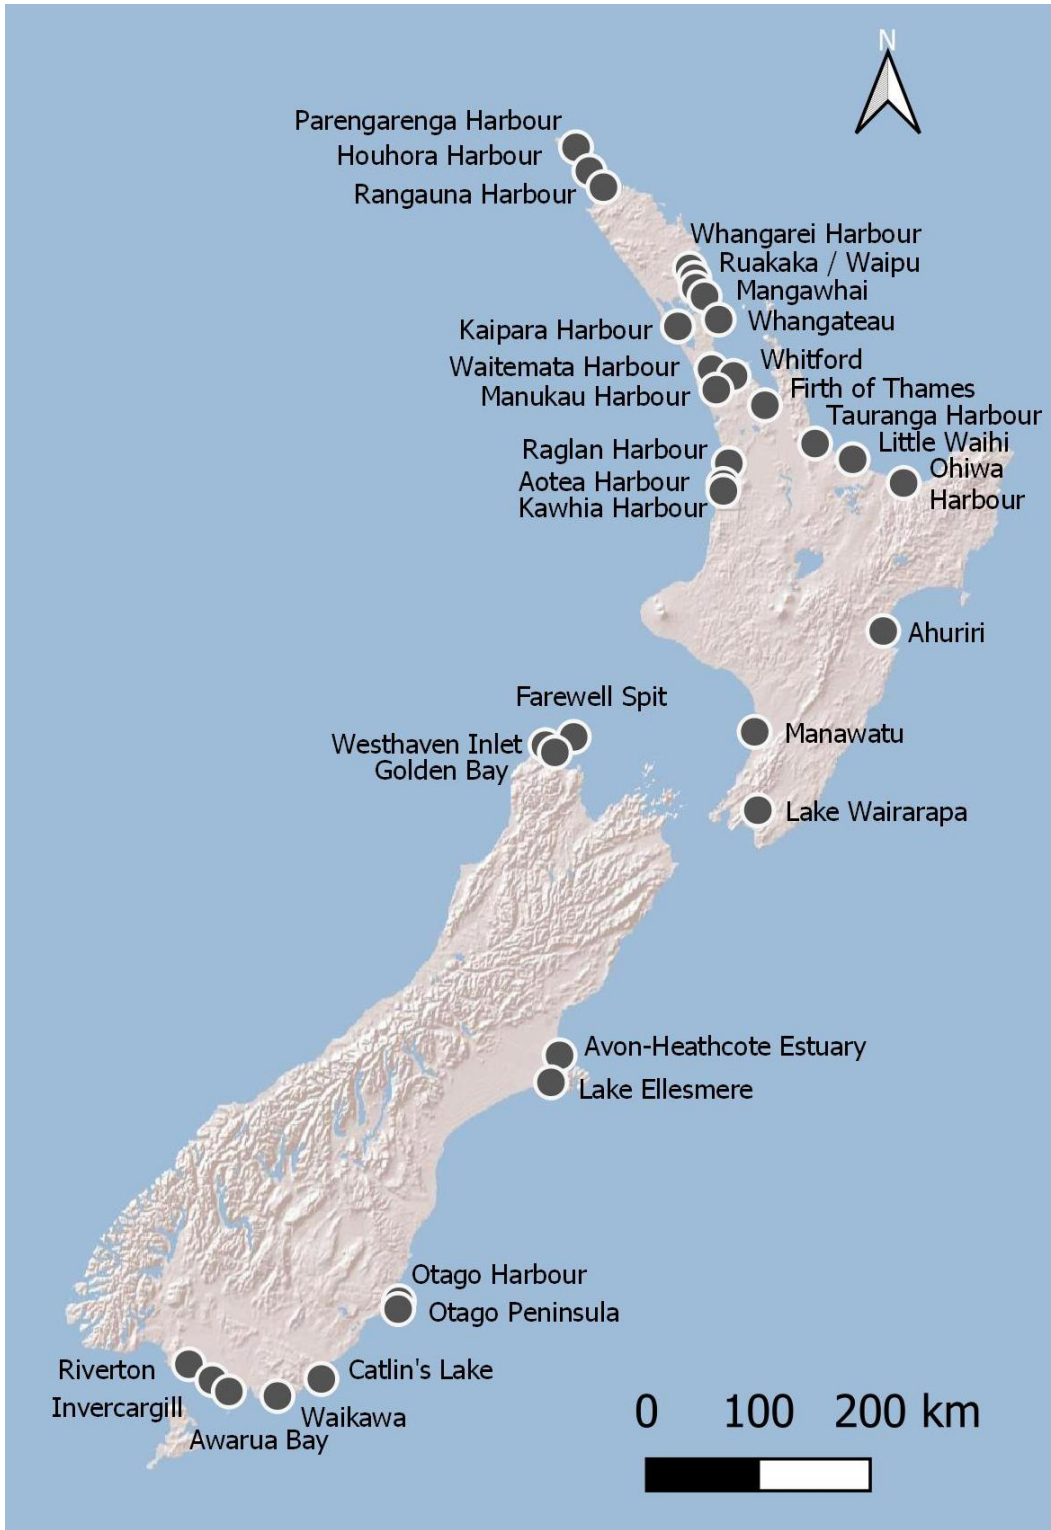 N
Parengarenga Harbour
Houhora Harbour
Rangauna Harbour
Whangarei Harbour
Ruakaka / Waipu
Mangawhai
Whangateau
Kaipara Harbour
Whitford
Waitemata Harbour
Firth of Thames
Manukau Harbour
Tauranga Harbour
Little Waihi
Raglan Harbour
Ohiwa
Harbour
Aotea Harbour
Kawhia Harbour
Ahuriri
Farewell Spit
Manawatu
Westhaven Inlet
Golden Bay
Lake Wairarapa
Avon-Heathcote Estuary
Lake Ellesmere
Otago Harbour
Otago Peninsula
Riverton
Catlin's Lake
Invercargill
Waikawa
Awarua Bay
0 100 200 km